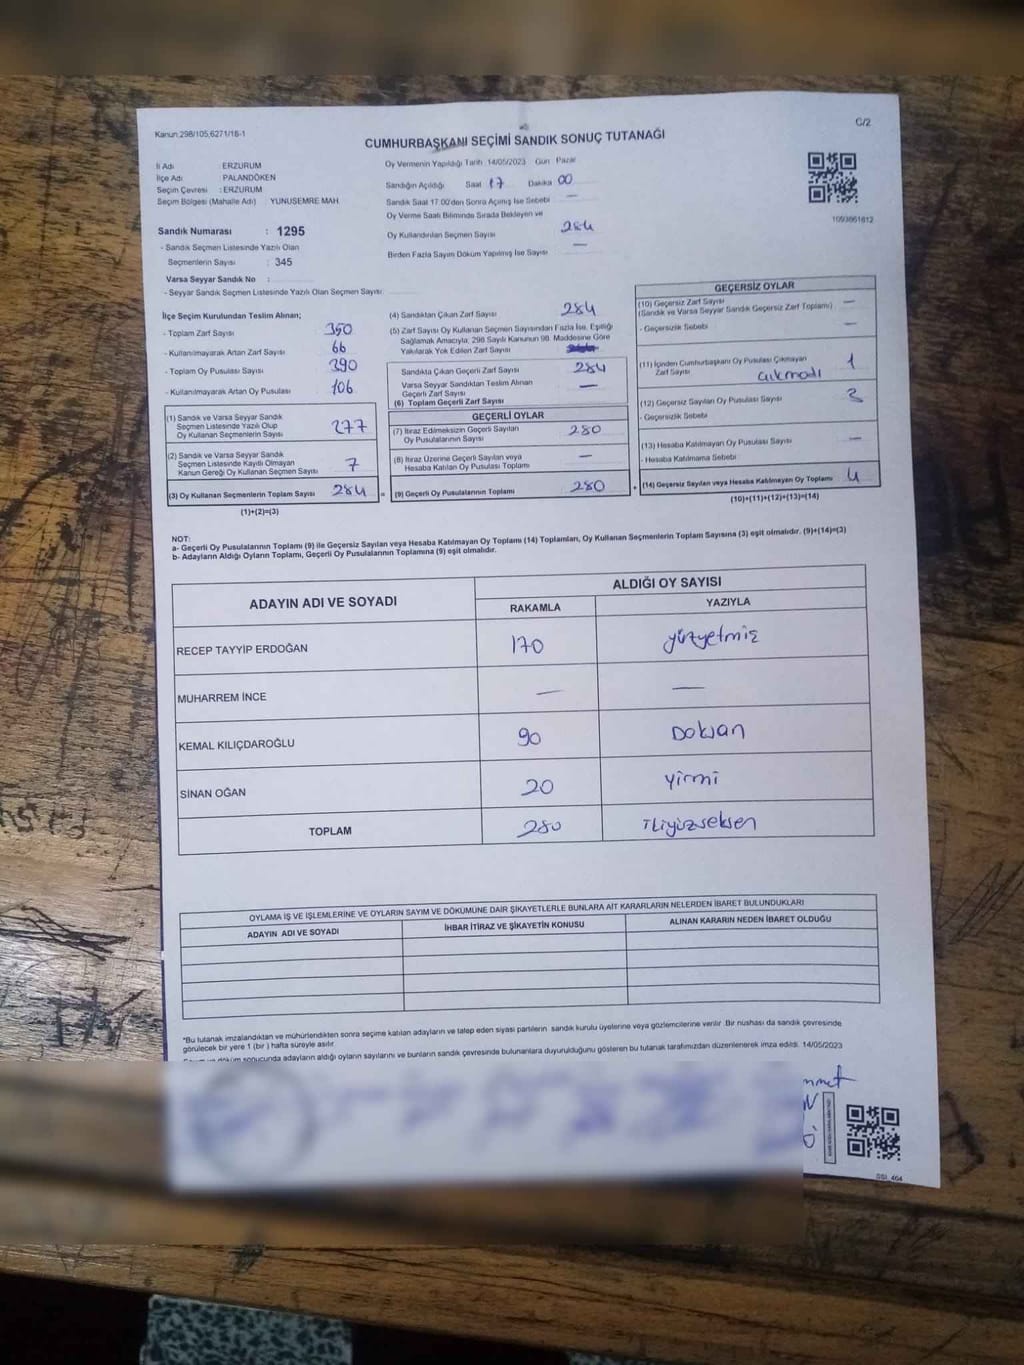 Kanun:298/105,6271/16-1
C/2
CUMHURBAŞKANI SEÇİMİ SANDIK SONUÇ TUTANAĞI
İl Adı ERZURUM
İlçe Adı PALANDÖKEN
Seçim Çevresi : ERZURUM
Seçim Bölgesi (Mahalle Adı) YUNUSEMRE MAH.
Oy Vermenin Yapıldığı Tarih 14/05/2023 Gün Pazar
Sandığın Açıldığı Saat 17 Dakika 00
Sandık Saat 17.00'den Sonra Açılmış İse Sebebi —
Oy Verme Saati Bitiminde Sırada Bekleyen ve
Oy Kullandırılan Seçmen Sayısı 284
Birden Fazla Sayım Döküm Yapılmış İse Sayısı —
1093661612
Sandık Numarası : 1295
- Sandık Seçmen Listesinde Yazılı Olan
Seçmenlerin Sayısı : 345
Varsa Seyyar Sandık No :
- Seyyar Sandık Seçmen Listesinde Yazılı Olan Seçmen Sayısı:
İlçe Seçim Kurulundan Teslim Alınan;
- Toplam Zarf Sayısı 350
- Kullanılmayarak Artan Zarf Sayısı 66
- Toplam Oy Pusulası Sayısı 390
- Kullanılmayarak Artan Oy Pusulası 106
(1) Sandık ve Varsa Seyyar Sandık
Seçmen Listesinde Yazılı Olup
Oy Kullanan Seçmenlerin Sayısı 277
(2) Sandık ve Varsa Seyyar Sandık
Seçmen Listesinde Kayıtlı Olmayan
Kanun Gereği Oy Kullanan Seçmen Sayısı 7
(3) Oy Kullanan Seçmenlerin Toplam Sayısı 284
(1)+(2)=(3)
(4) Sandıktan Çıkan Zarf Sayısı 284
(5) Zarf Sayısı Oy Kullanan Seçmen Sayısından Fazla İse, Eşitliği
Sağlamak Amacıyla, 298 Sayılı Kanunun 98. Maddesine Göre
Yakılarak Yok Edilen Zarf Sayısı
Sandıkta Çıkan Geçerli Zarf Sayısı 284
Varsa Seyyar Sandıktan Teslim Alınan
Geçerli Zarf Sayısı —
(6) Toplam Geçerli Zarf Sayısı
GEÇERLİ OYLAR
(7) İtiraz Edilmeksizin Geçerli Sayılan
Oy Pusulalarının Sayısı 280
(8) İtiraz Üzerine Geçerli Sayılan veya
Hesaba Katılan Oy Pusulası Toplamı —
= (9) Geçerli Oy Pusulalarının Toplamı 280
GEÇERSİZ OYLAR
(10) Geçersiz Zarf Sayısı
(Sandık ve Varsa Seyyar Sandık Geçersiz Zarf Toplamı) —
- Geçersizlik Sebebi —
(11) İçinden Cumhurbaşkanı Oy Pusulası Çıkmayan
Zarf Sayısı 1
çıkmadı
(12) Geçersiz Sayılan Oy Pusulası Sayısı 3
- Geçersizlik Sebebi
(13) Hesaba Katılmayan Oy Pusulası Sayısı —
- Hesaba Katılmama Sebebi
+ (14) Geçersiz Sayılan veya Hesaba Katılmayan Oy Toplamı 4
(10)+(11)+(12)+(13)=(14)
NOT:
a- Geçerli Oy Pusulalarının Toplamı (9) ile Geçersiz Sayılan veya Hesaba Katılmayan Oy Toplamı (14) Toplamları, Oy Kullanan Seçmenlerin Toplam Sayısına (3) eşit olmalıdır. (9)+(14)=(3)
b- Adayların Aldığı Oyların Toplamı, Geçerli Oy Pusulalarının Toplamına (9) eşit olmalıdır.
ADAYIN ADI VE SOYADI
ALDIĞI OY SAYISI
RAKAMLA YAZIYLA
RECEP TAYYİP ERDOĞAN 170 yüzyetmiş
MUHARREM İNCE — —
KEMAL KILIÇDAROĞLU 90 Doksan
SİNAN OĞAN 20 yirmi
TOPLAM 280 ikiyüzseksen
OYLAMA İŞ VE İŞLEMLERİNE VE OYLARIN SAYIM VE DÖKÜMÜNE DAİR ŞİKAYETLERLE BUNLARA AİT KARARLARIN NELERDEN İBARET BULUNDUKLARI
ADAYIN ADI VE SOYADI İHBAR İTİRAZ VE ŞİKAYETİN KONUSU ALINAN KARARIN NEDEN İBARET OLDUĞU
*Bu tutanak imzalandıktan ve mühürlendikten sonra seçime katılan adayların ve talep eden siyasi partilerin sandık kurulu üyelerine veya gözlemcilerine verilir. Bir nüshası da sandık çevresinde
görülecek bir yere 1 (bir) hafta süreyle asılır.
döküm sonucunda adayların aldığı oyların sayılarını ve bunların sandık çevresinde bulunanlara duyurulduğunu gösteren bu tutanak tarafımızdan düzenlenerek imza edildi. 14/05/2023
SSI_404